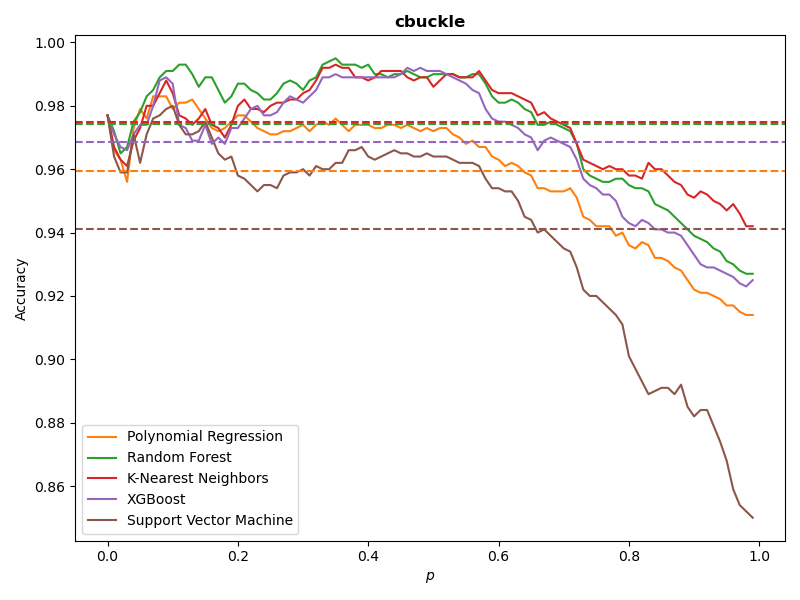 cbuckle
1.00
0.98
0.96
0.94
0.92
0.90
0.88
0.86
Accuracy
Polynomial Regression
Random Forest
K-Nearest Neighbors
XGBoost
Support Vector Machine
0.0 0.2 0.4 0.6 0.8 1.0
p